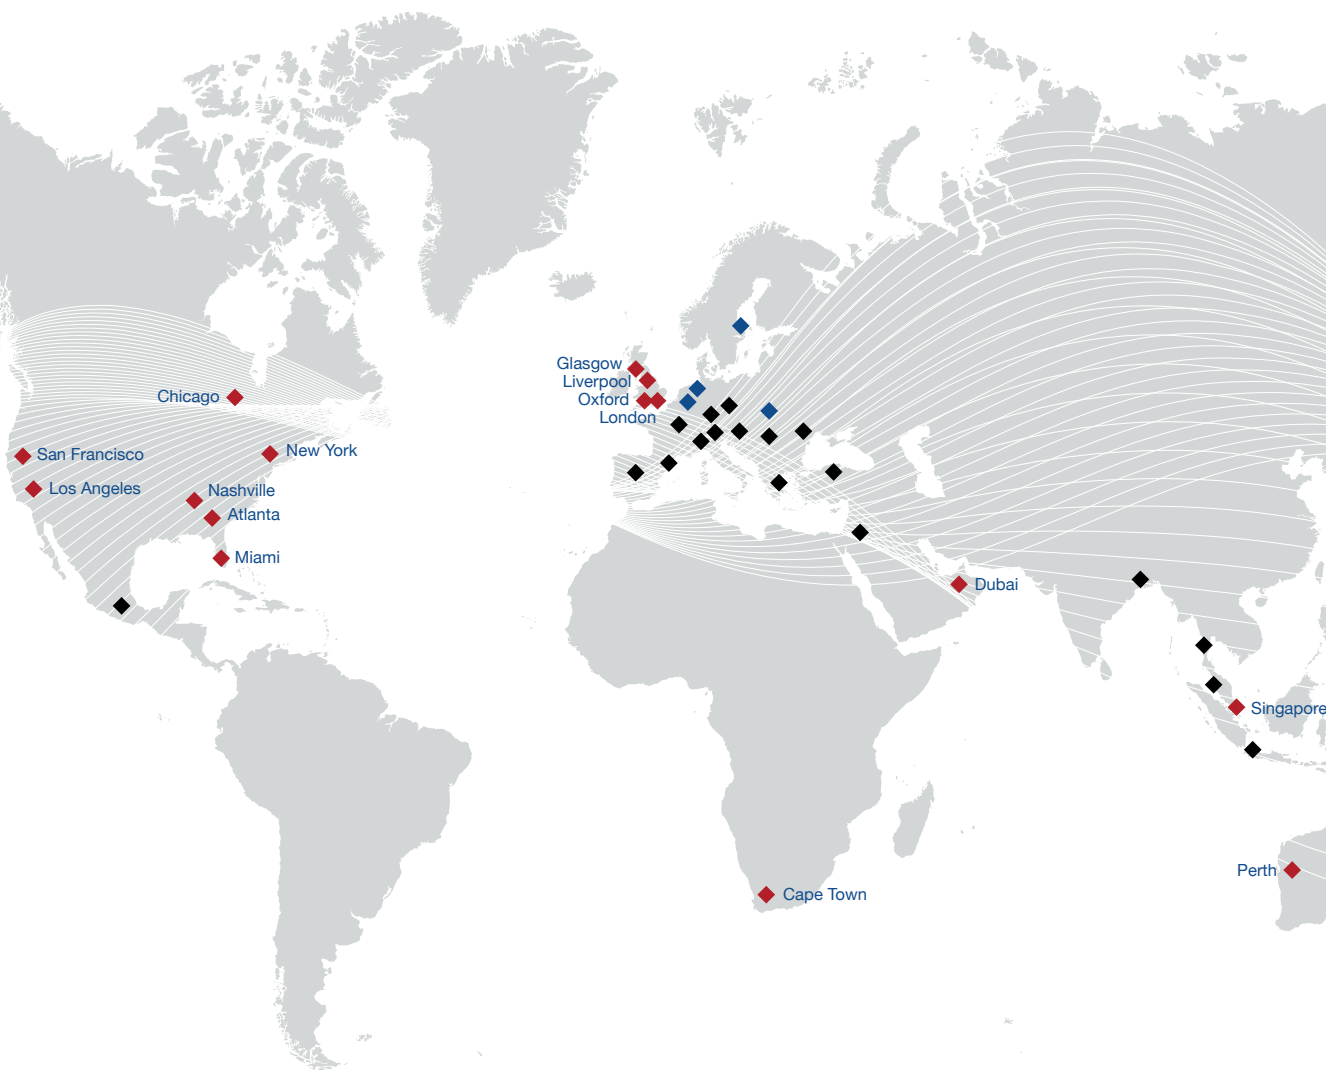 Glasgow
Liverpool
Oxford
London
Chicago
San Francisco
New York
Los Angeles
Nashville
Atlanta
Miami
Dubai
Singapore
Perth
Cape Town